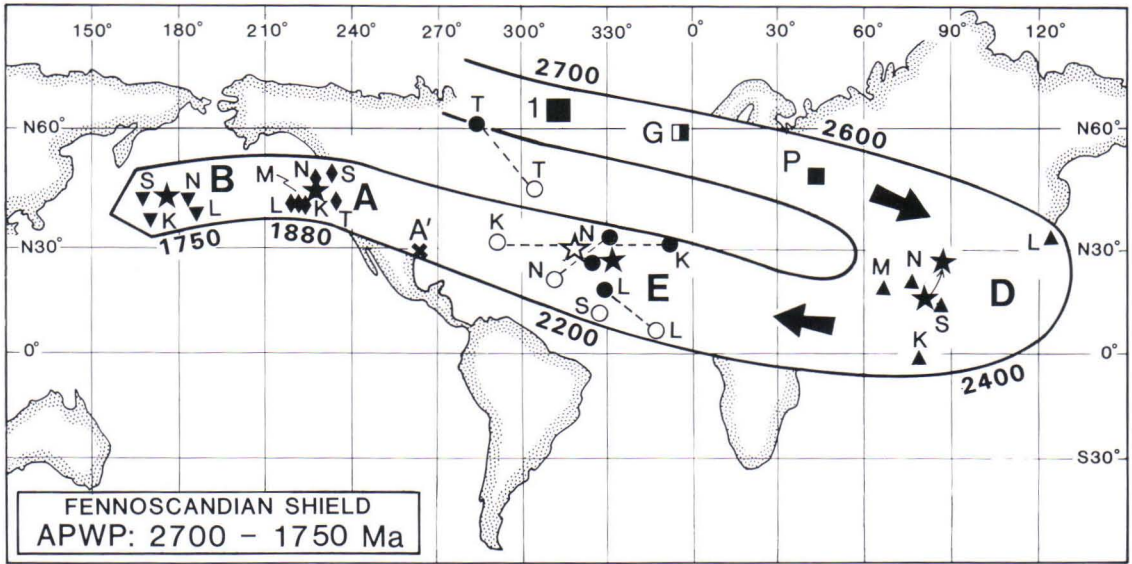 150° 180° 210° 240° 270° 300° 330° 0° 30° 60° 90° 120°
2700
T 1
N60° G 2600 N60°
P
T
M N S
S N B A
L K L K T
1750 1880 A'
N30° K N K L N30°
N L E M N D
S L S
2200 K
0° 0°
2400
S30°
FENNOSCANDIAN SHIELD
APWP: 2700 - 1750 Ma